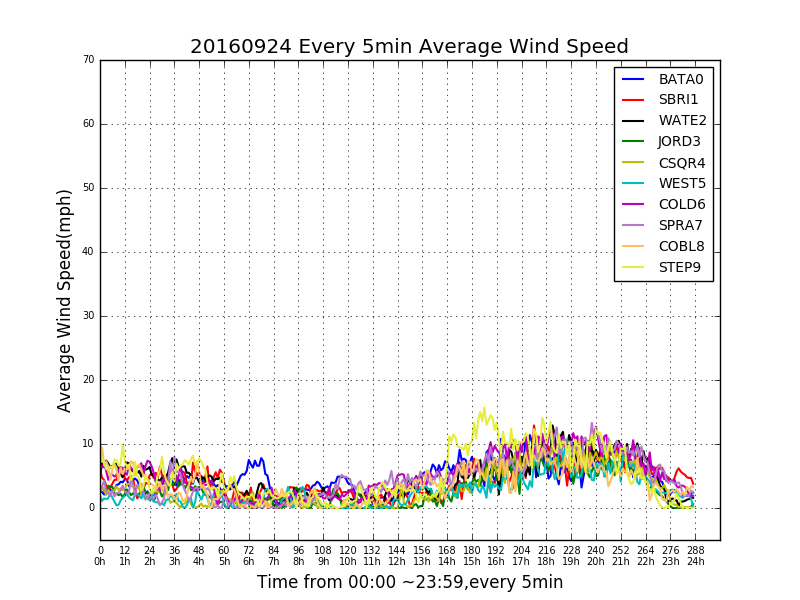 20160924 Every 5min Average Wind Speed
70
60
50
40
30
20
10
0
Average Wind Speed(mph)
BATA0
SBRI1
WATE2
JORD3
CSQR4
WEST5
COLD6
SPRA7
COBL8
STEP9
0 12 24 36 48 60 72 84 96 108 120 132 144 156 168 180 192 204 216 228 240 252 264 276 288
0h 1h 2h 3h 4h 5h 6h 7h 8h 9h 10h 11h 12h 13h 14h 15h 16h 17h 18h 19h 20h 21h 22h 23h 24h
Time from 00:00 ~23:59,every 5min